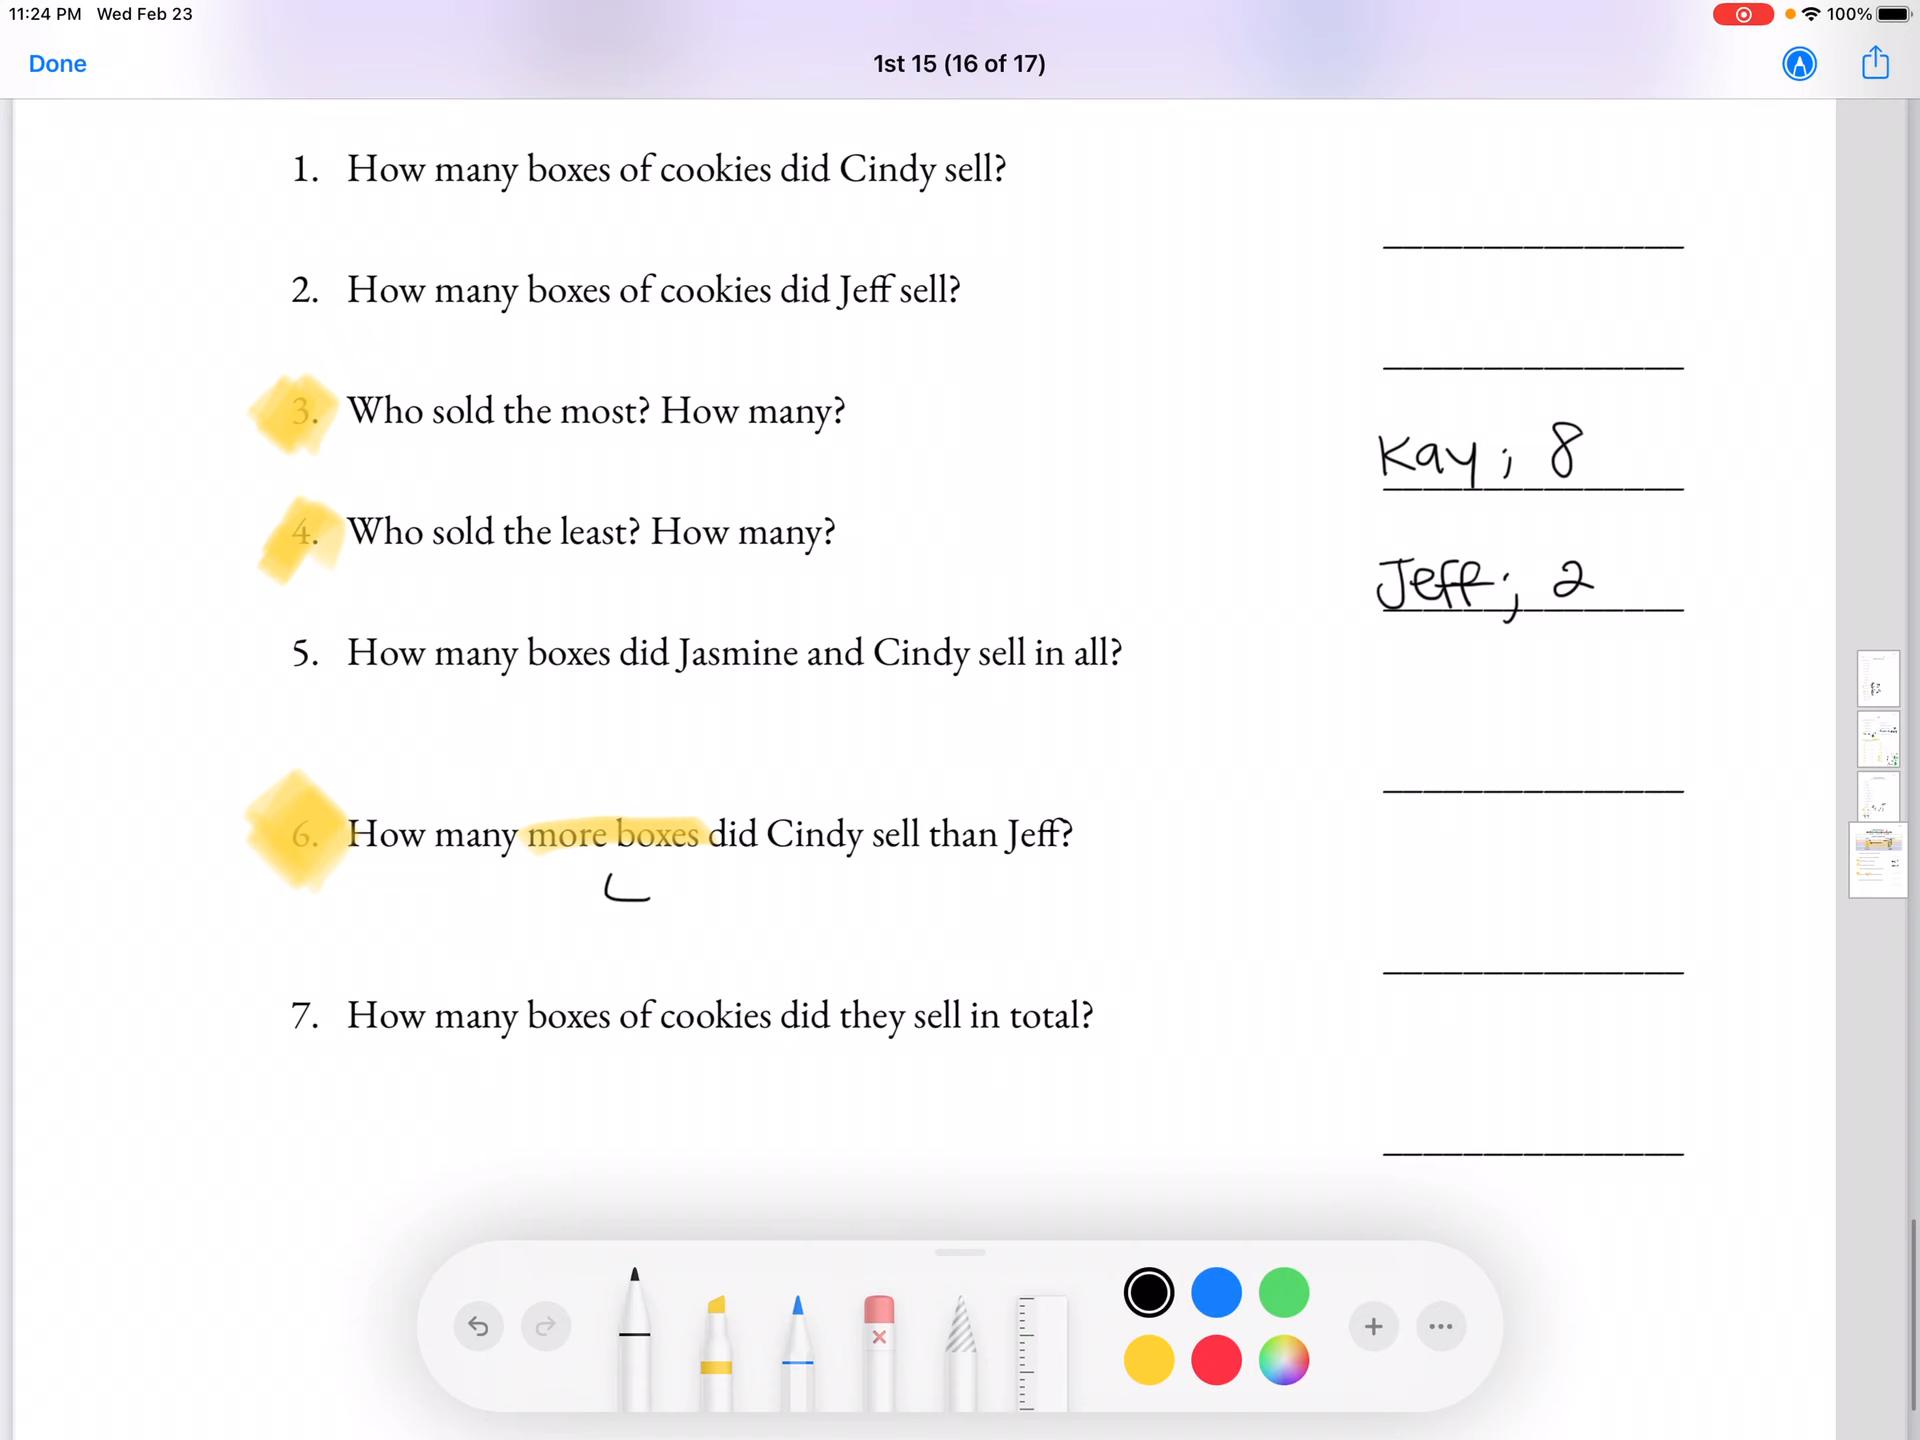 11:24 PM Wed Feb 23
100%
Done
1st 15 (16 of 17)
1. How many boxes of cookies did Cindy sell?
2. How many boxes of cookies did Jeff sell?
3. Who sold the most? How many?
Kay; 8
4. Who sold the least? How many?
Jeff; 2
5. How many boxes did Jasmine and Cindy sell in all?
6. How many more boxes did Cindy sell than Jeff?
7. How many boxes of cookies did they sell in total?